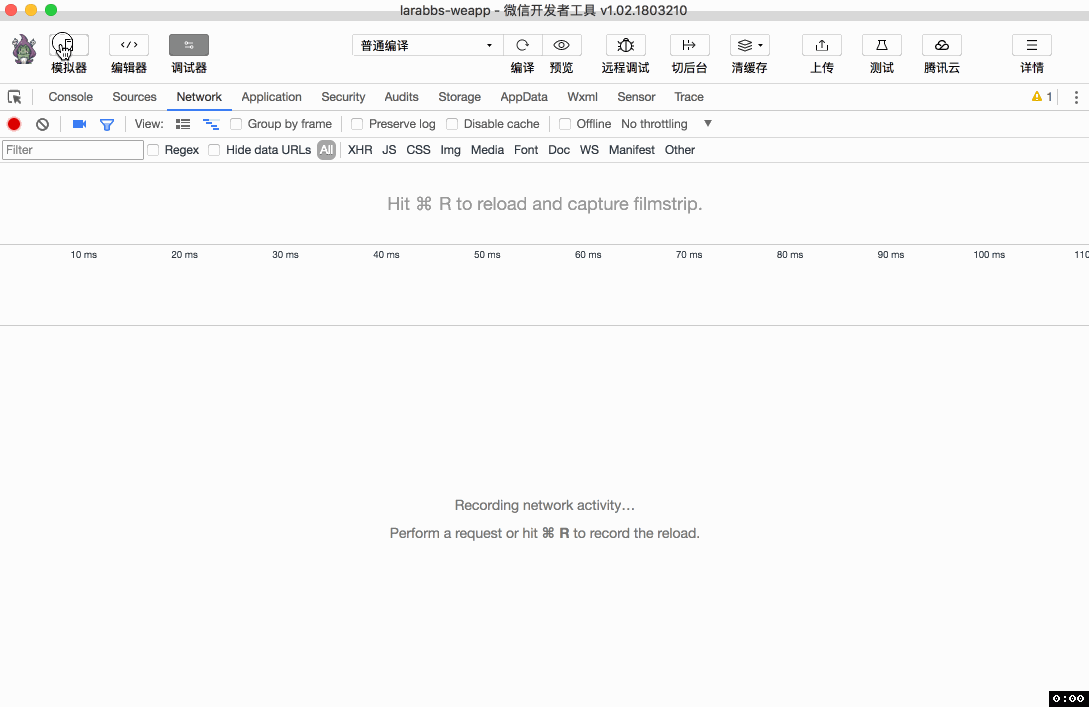 larabbs-weapp - 微信开发者工具 v1.02.1803210
普通编译
模拟器 编辑器 调试器 编译 预览 远程调试 切后台 清缓存 上传 测试 腾讯云 详情
Console Sources Network Application Security Audits Storage AppData Wxml Sensor Trace 1
View: Group by frame Preserve log Disable cache Offline No throttling
Filter Regex Hide data URLs All XHR JS CSS Img Media Font Doc WS Manifest Other
Hit ⌘ R to reload and capture filmstrip.
10 ms 20 ms 30 ms 40 ms 50 ms 60 ms 70 ms 80 ms 90 ms 100 ms 110
Recording network activity…
Perform a request or hit ⌘ R to record the reload.
0:00